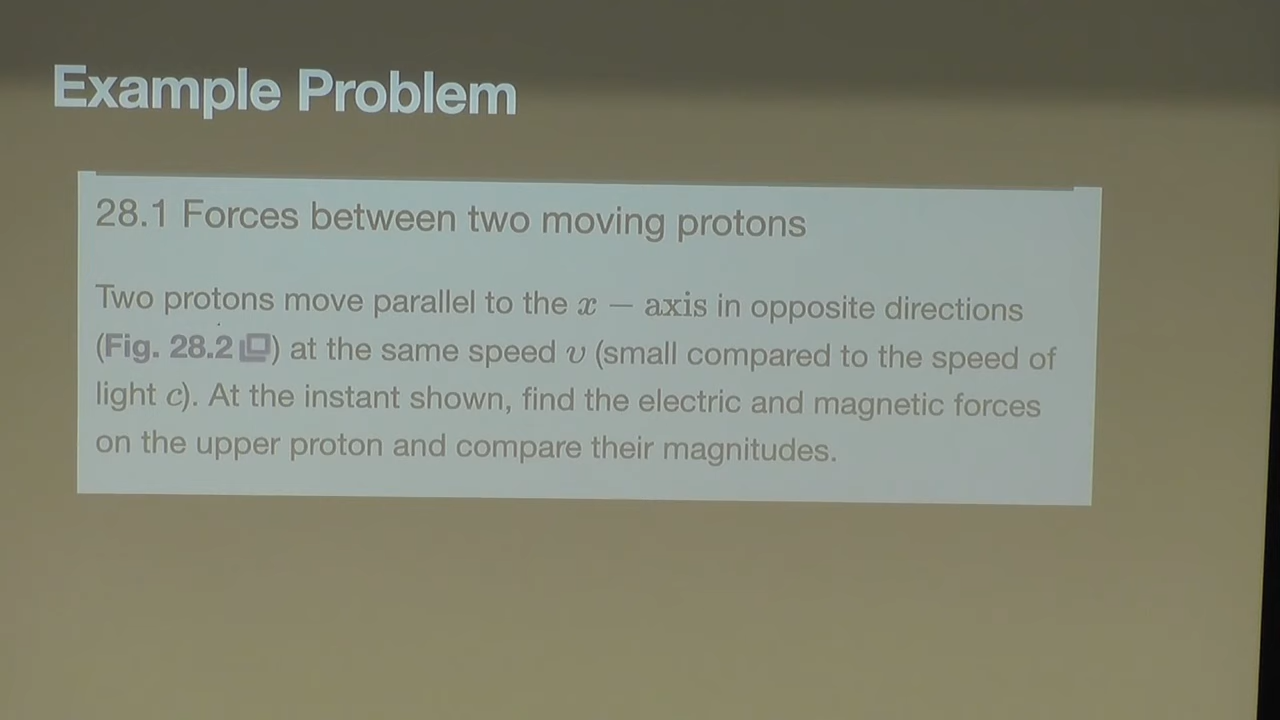 Example Problem
28.1 Forces between two moving protons
Two protons move parallel to the x − axis in opposite directions
(Fig. 28.2) at the same speed v (small compared to the speed of
light c). At the instant shown, find the electric and magnetic forces
on the upper proton and compare their magnitudes.